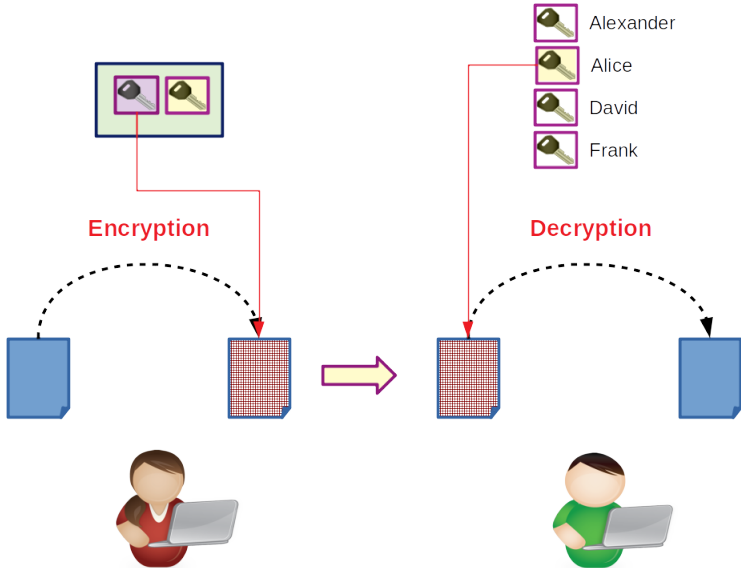 Alexander
Alice
David
Frank
Encryption
Decryption